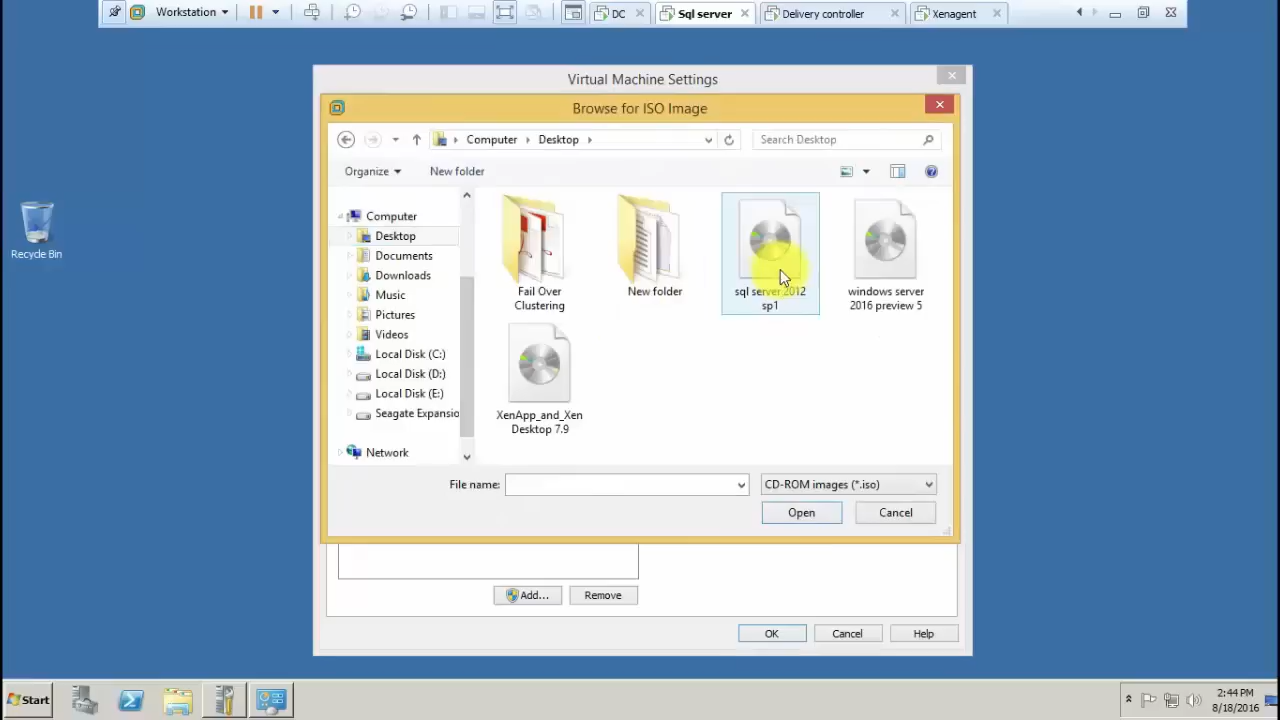 Workstation
DC
Sql server
Delivery controller
Xenagent
Virtual Machine Settings
Browse for ISO Image
Computer
Desktop
Search Desktop
Organize
New folder
Computer
Desktop
Documents
Downloads
Music
Pictures
Videos
Local Disk (C:)
Local Disk (D:)
Local Disk (E:)
Seagate Expansio
Network
Fail Over
Clustering
New folder
sql server 2012
sp1
windows server
2016 preview 5
XenApp_and_Xen
Desktop 7.9
File name:
CD-ROM images (*.iso)
Open
Cancel
Add...
Remove
OK
Cancel
Help
Recycle Bin
Start
2:44 PM
8/18/2016